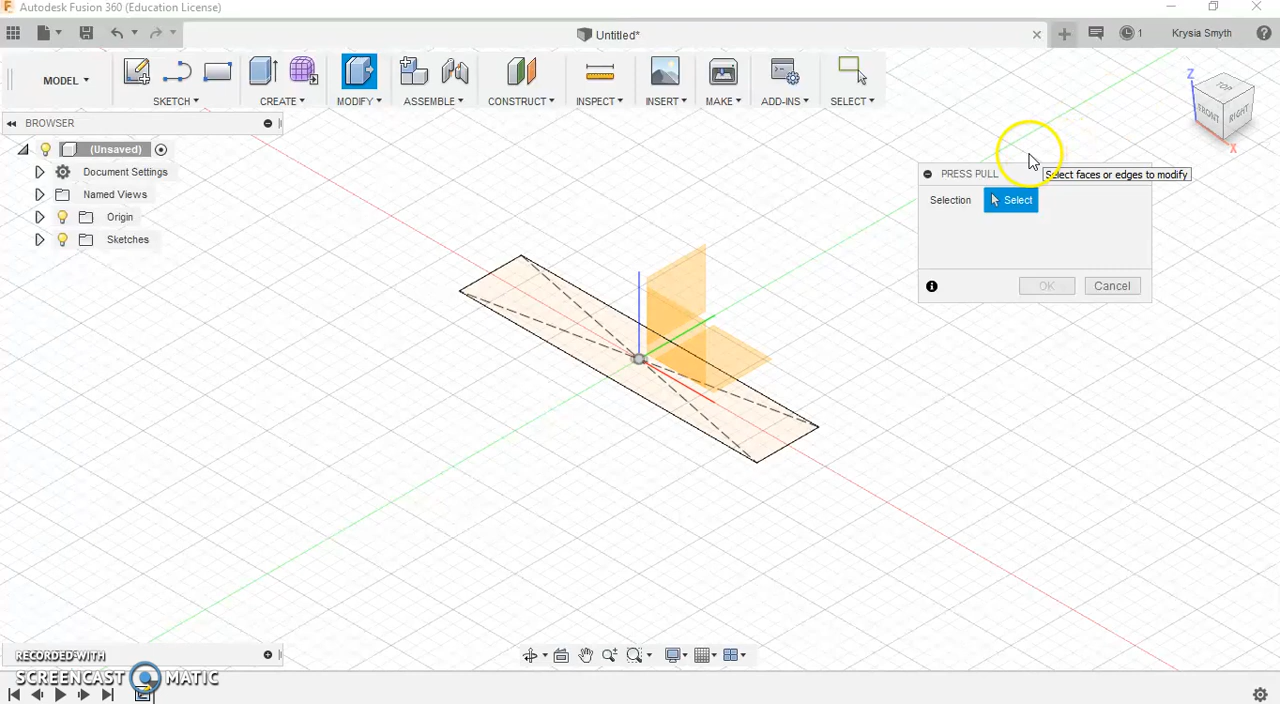 Autodesk Fusion 360 (Education License)
Untitled*
1
Krysia Smyth
MODEL
SKETCH
CREATE
MODIFY
ASSEMBLE
CONSTRUCT
INSPECT
INSERT
MAKE
ADD-INS
SELECT
BROWSER
(Unsaved)
Document Settings
Named Views
Origin
Sketches
Z
TOP
FRONT
RIGHT
X
PRESS PULL
Select faces or edges to modify
Selection
Select
OK
Cancel
RECORDED WITH
SCREENCAST MATIC